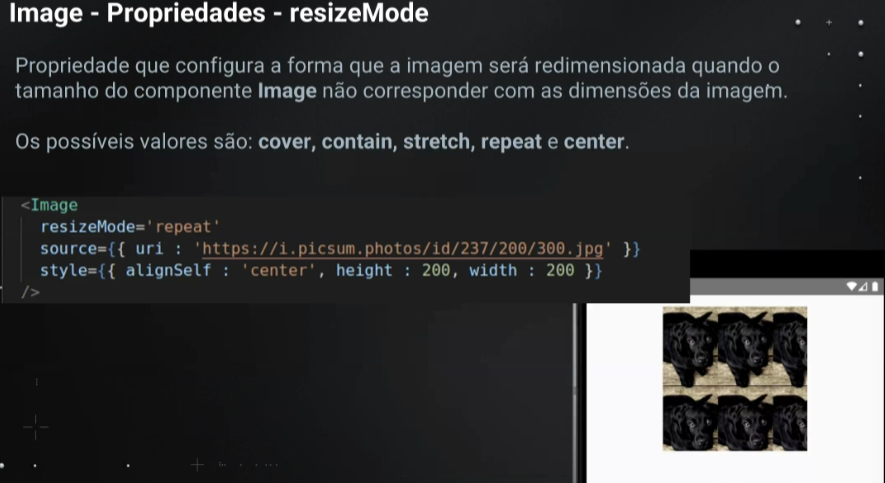 Image - Propriedades - resizeMode
Propriedade que configura a forma que a imagem será redimensionada quando o
tamanho do componente Image não corresponder com as dimensões da imagem.
Os possíveis valores são: cover, contain, stretch, repeat e center.
<Image
resizeMode='repeat'
source={{ uri : 'https://i.picsum.photos/id/237/200/300.jpg' }}
style={{ alignSelf : 'center', height : 200, width : 200 }}
/>